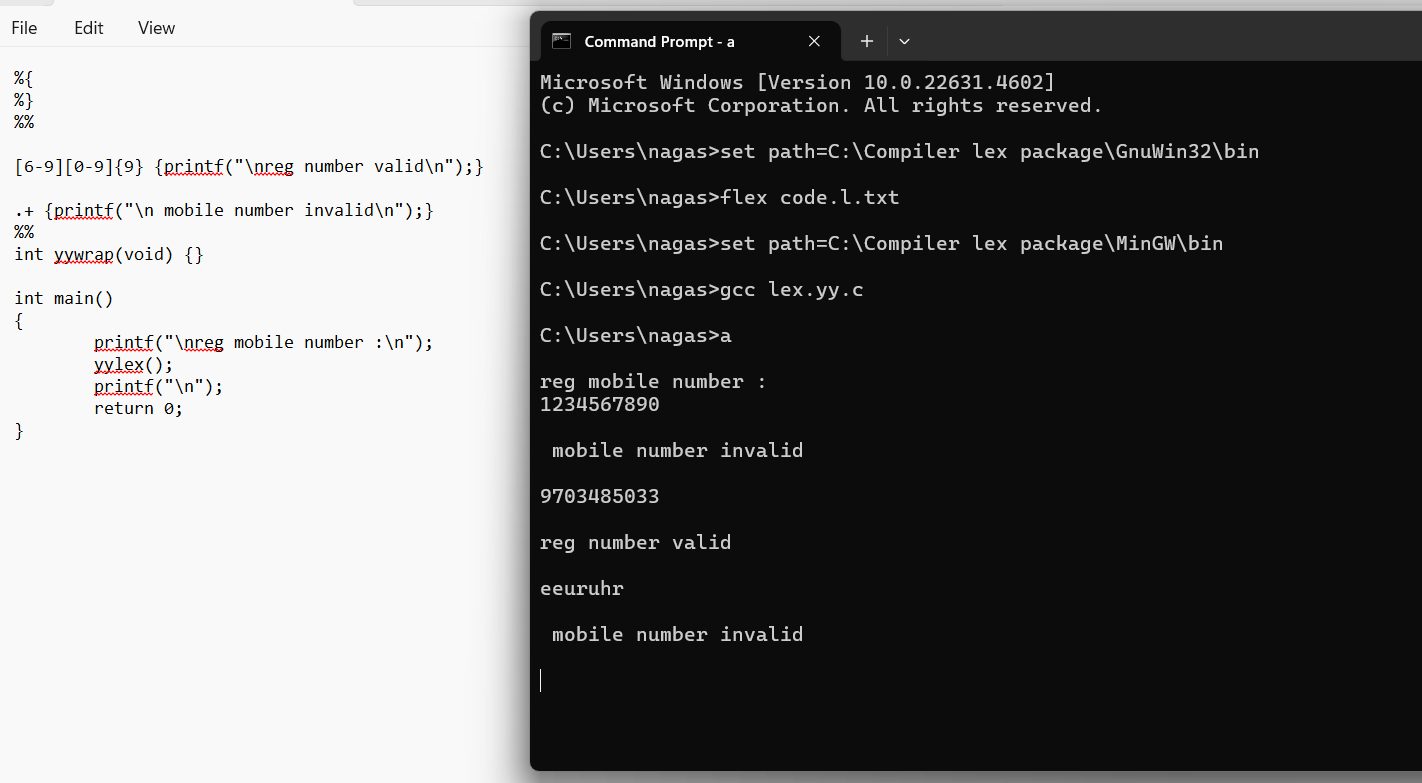 File Edit View
%{
%}
%%
[6-9][0-9]{9} {printf("\nreg number valid\n");}
.+ {printf("\n mobile number invalid\n");}
%%
int yywrap(void) {}
int main()
{
printf("\nreg mobile number :\n");
yylex();
printf("\n");
return 0;
}
Command Prompt - a
Microsoft Windows [Version 10.0.22631.4602]
(c) Microsoft Corporation. All rights reserved.
C:\Users\nagas>set path=C:\Compiler lex package\GnuWin32\bin
C:\Users\nagas>flex code.l.txt
C:\Users\nagas>set path=C:\Compiler lex package\MinGW\bin
C:\Users\nagas>gcc lex.yy.c
C:\Users\nagas>a
reg mobile number :
1234567890
mobile number invalid
9703485033
reg number valid
eeuruhr
mobile number invalid